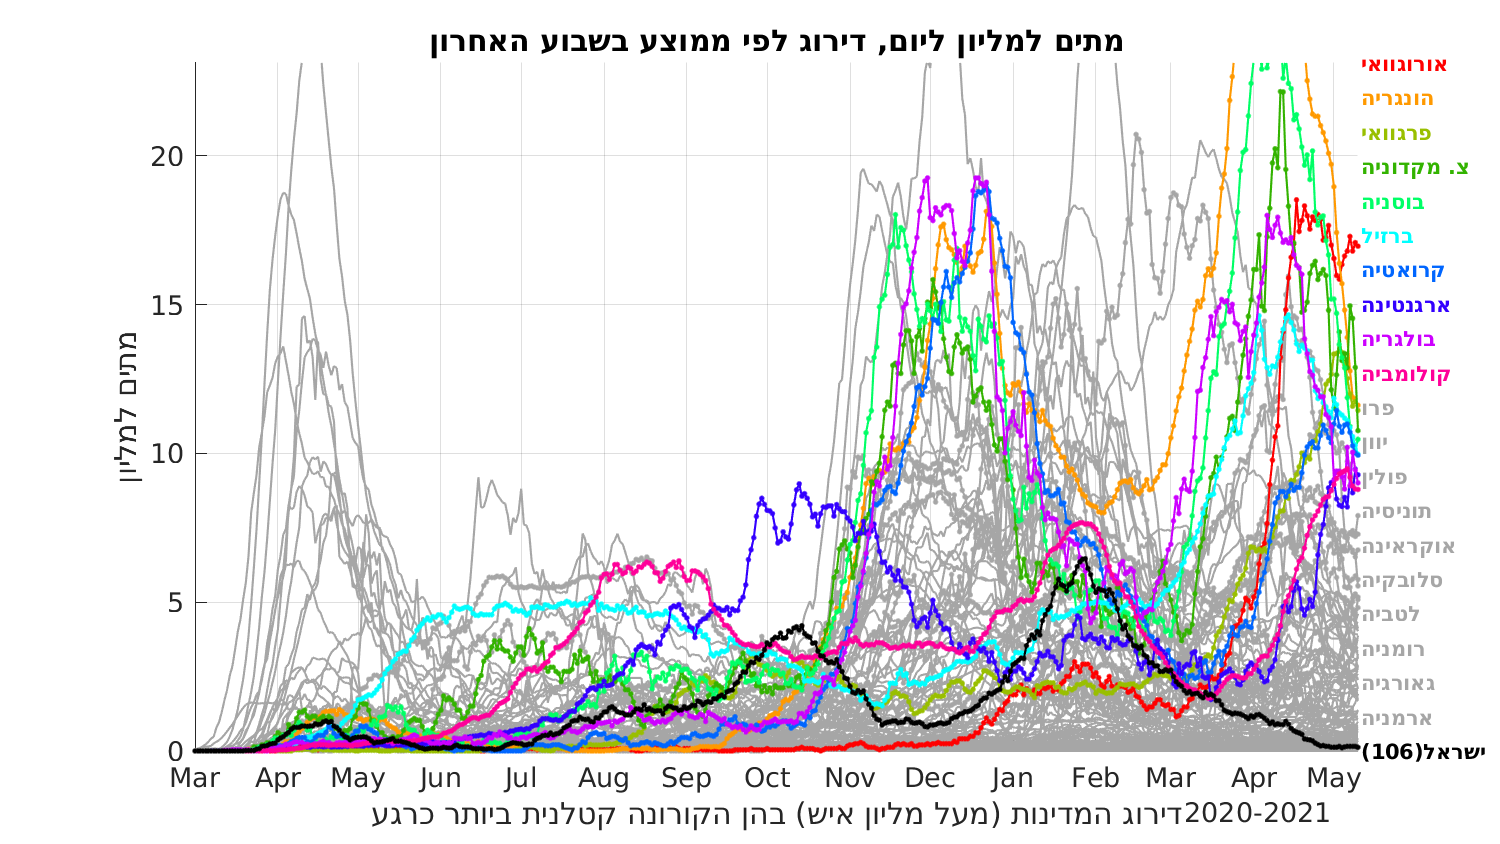 מתים למליון ליום, דירוג לפי ממוצע בשבוע האחרון
מתים למליון
20
15
10
5
0
Mar Apr May Jun Jul Aug Sep Oct Nov Dec Jan Feb Mar Apr May
דירוג המדינות (מעל מליון איש) בהן הקורונה קטלנית ביותר כרגע2020-2021
אורוגוואי
הונגריה
פרגוואי
צ. מקדוניה
בוסניה
ברזיל
קרואטיה
ארגנטינה
בולגריה
קולומביה
פרו
יוון
פולין
תוניסיה
אוקראינה
סלובקיה
לטביה
רומניה
גאורגיה
ארמניה
ישראל(106)